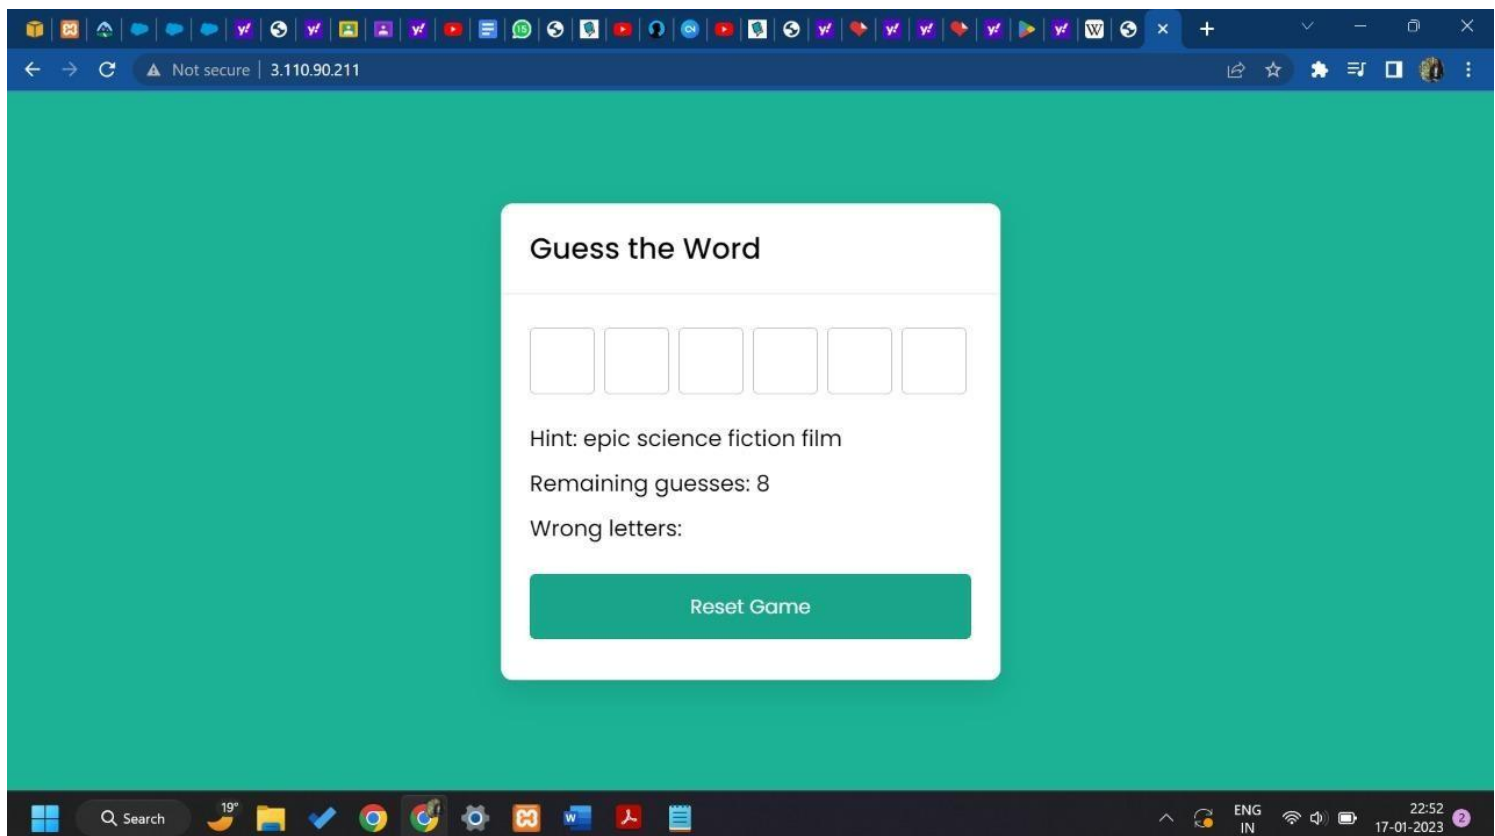 Not secure 3.110.90.211
Guess the Word
Hint: epic science fiction film
Remaining guesses: 8
Wrong letters:
Reset Game
19°
Search
ENG
IN
22:52
17-01-2023
2